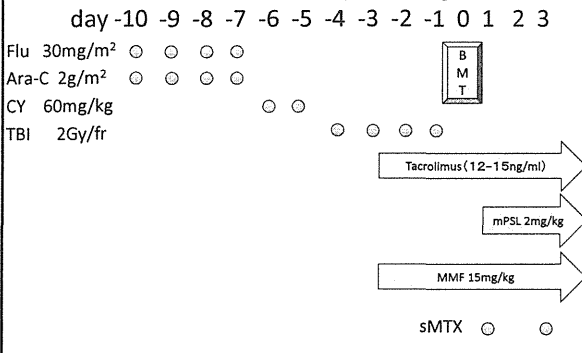 day -10 -9 -8 -7 -6 -5 -4 -3 -2 -1 0 1 2 3
Flu 30mg/m²
Ara-C 2g/m²
CY 60mg/kg
TBI 2Gy/fr
B
M
T
Tacrolimus(12-15ng/ml)
mPSL 2mg/kg
MMF 15mg/kg
sMTX